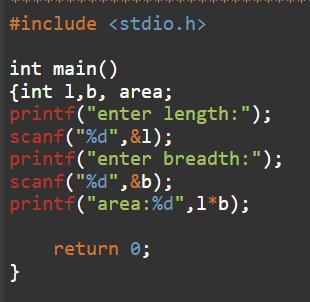 #include <stdio.h>
int main()
{int l,b, area;
printf("enter length:");
scanf("%d",&l);
printf("enter breadth:");
scanf("%d",&b);
printf("area:%d",l*b);
return 0;
}